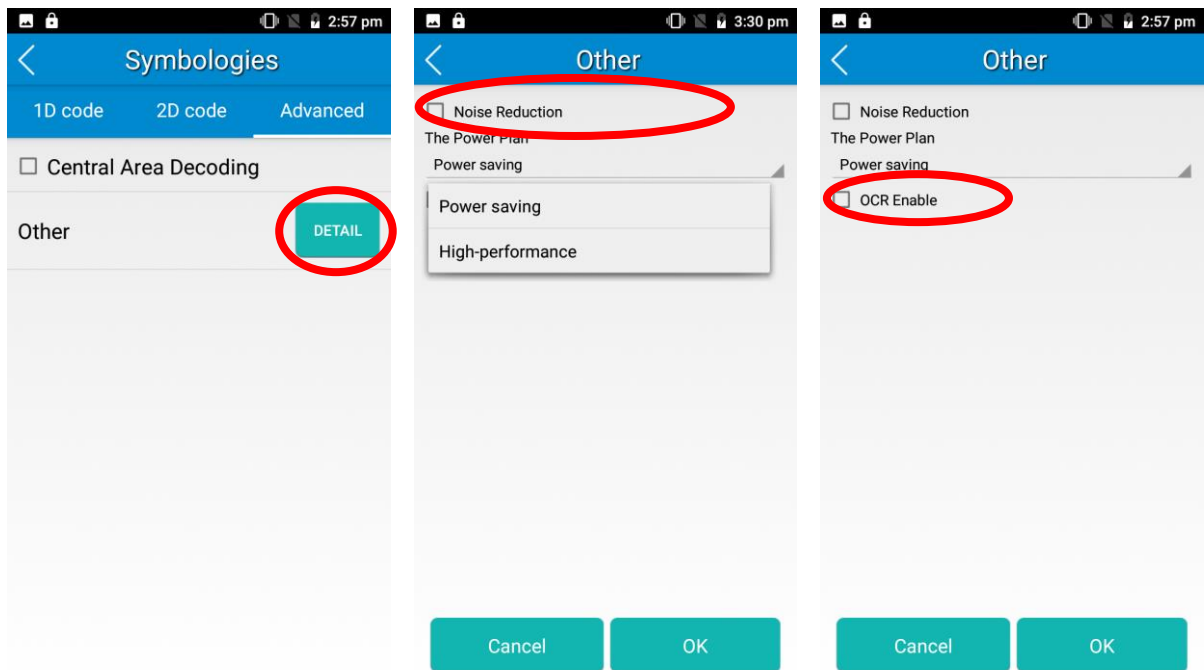 2:57 pm
Symbologies
1D code 2D code Advanced
Central Area Decoding
Other DETAIL
3:30 pm
Other
Noise Reduction
The Power Plan
Power saving
Power saving
High-performance
Cancel OK
2:57 pm
Other
Noise Reduction
The Power Plan
Power saving
OCR Enable
Cancel OK